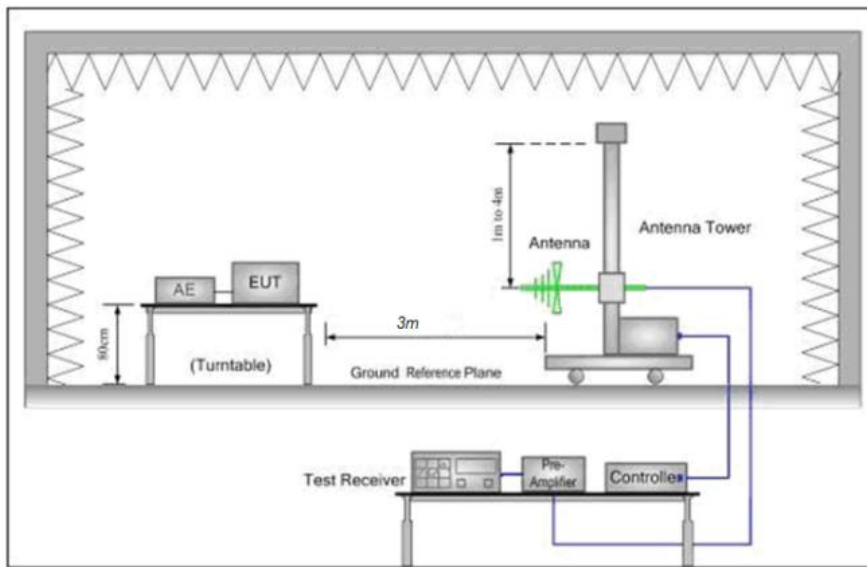 1m to 4m
Antenna
Antenna Tower
AE
EUT
80cm
3m
(Turntable)
Ground Reference Plane
Test Receiver
Pre-
Amplifier
Controlle